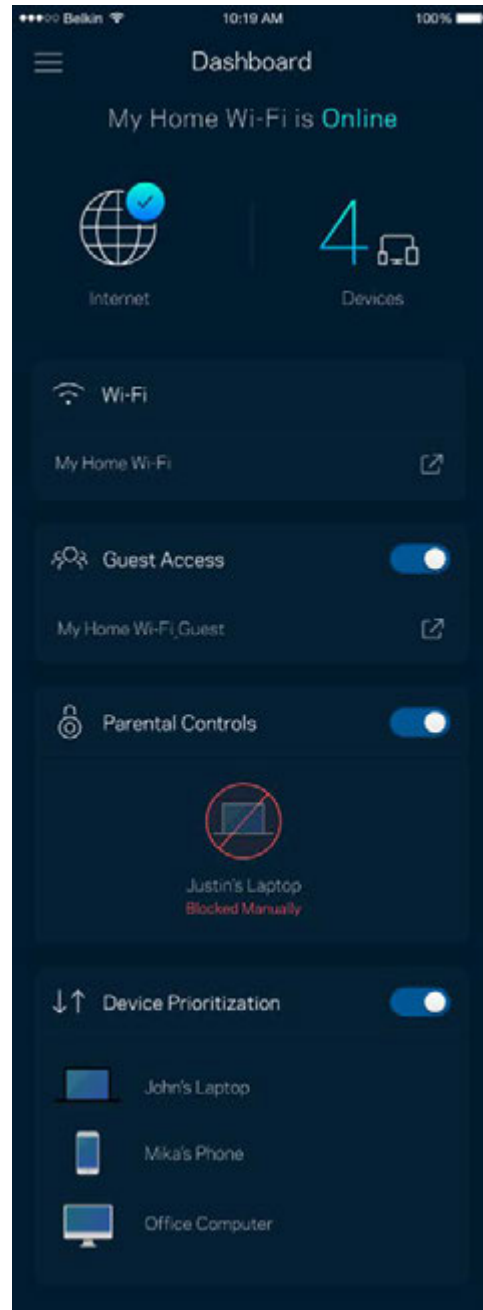 Belkin 10:19 AM 100%
Dashboard
My Home Wi-Fi is Online
4
Internet Devices
Wi-Fi
My Home Wi-Fi
Guest Access
My Home Wi-Fi_Guest
Parental Controls
Justin's Laptop
Blocked Manually
Device Prioritization
John's Laptop
Mika's Phone
Office Computer